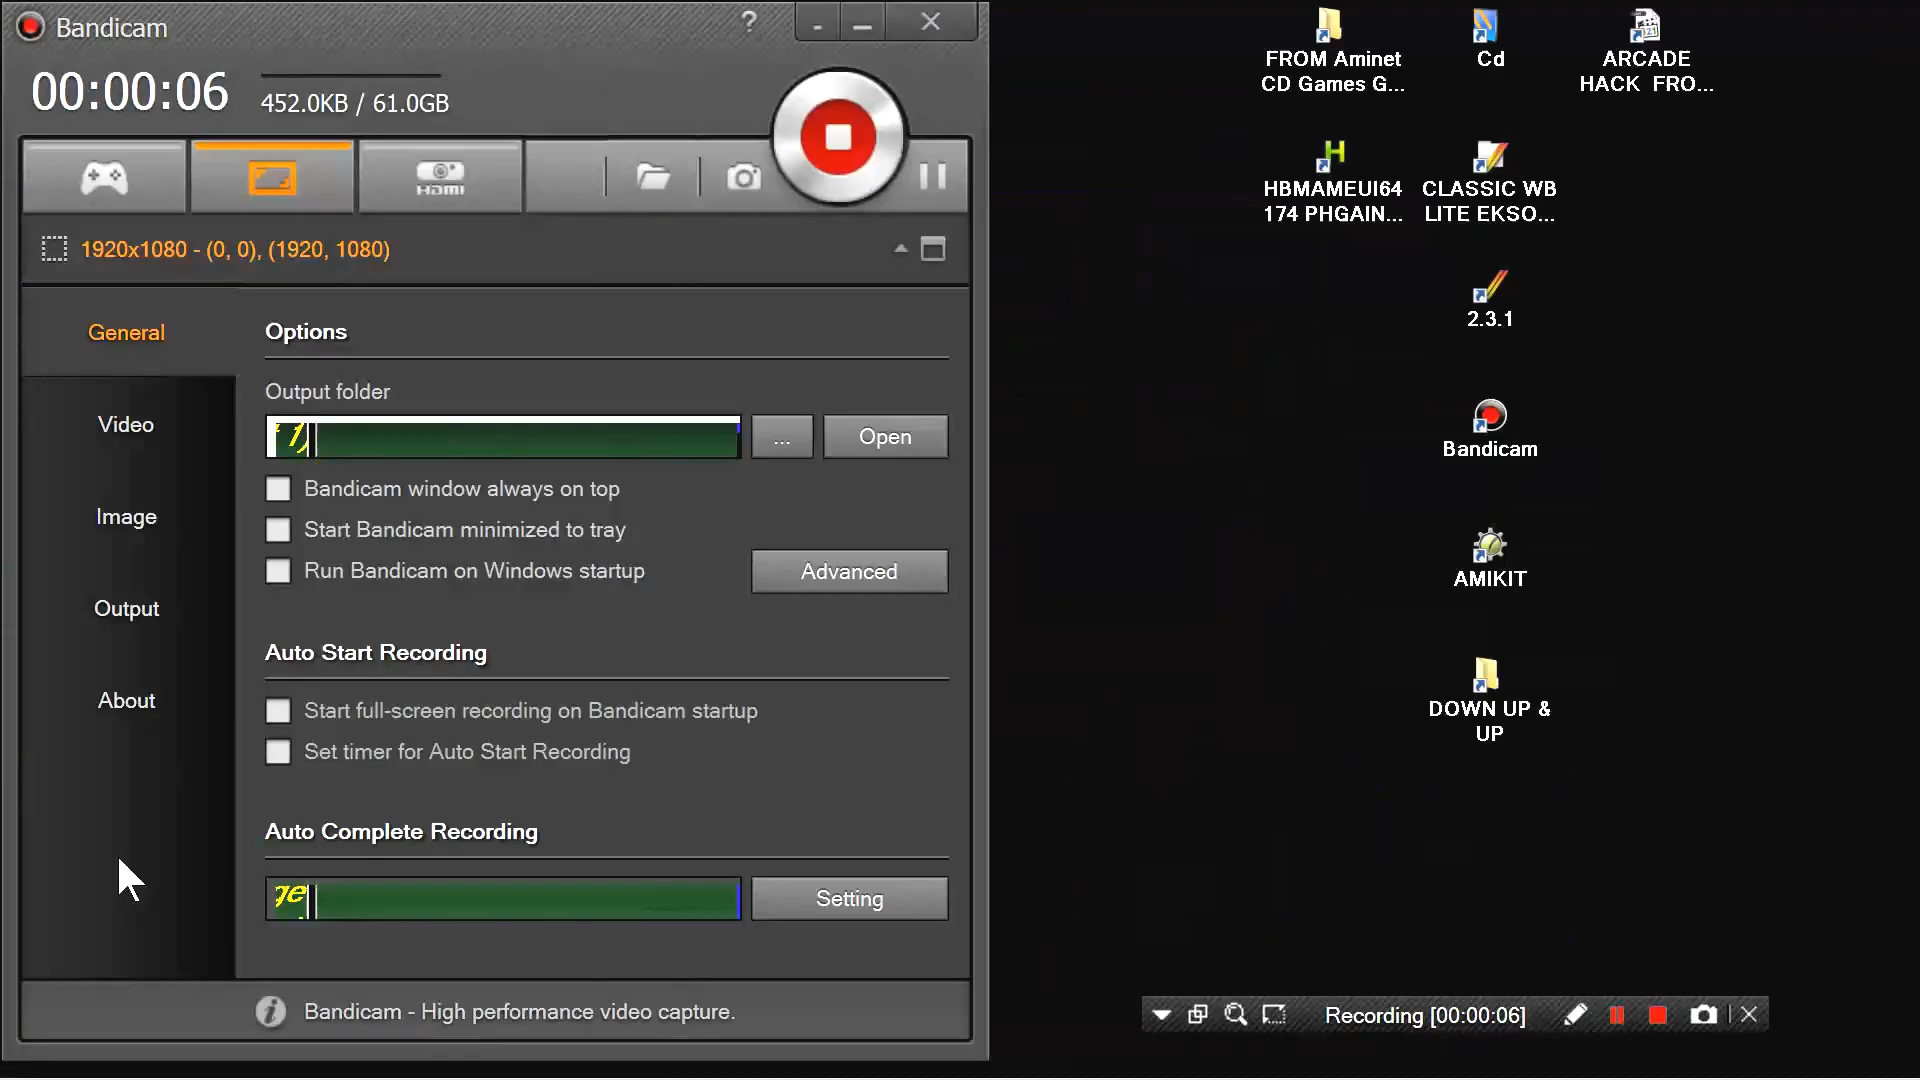 Bandicam
?
00:00:06
452.0KB / 61.0GB
HDMI
1920x1080 - (0, 0), (1920, 1080)
General
Video
Image
Output
About
Options
Output folder
...
Open
Bandicam window always on top
Start Bandicam minimized to tray
Run Bandicam on Windows startup
Advanced
Auto Start Recording
Start full-screen recording on Bandicam startup
Set timer for Auto Start Recording
Auto Complete Recording
Setting
Bandicam - High performance video capture.
FROM Aminet
CD Games G...
Cd
ARCADE
HACK FRO...
HBMAMEUI64
174 PHGAIN...
CLASSIC WB
LITE EKSO...
2.3.1
Bandicam
AMIKIT
DOWN UP &
UP
Recording [00:00:06]